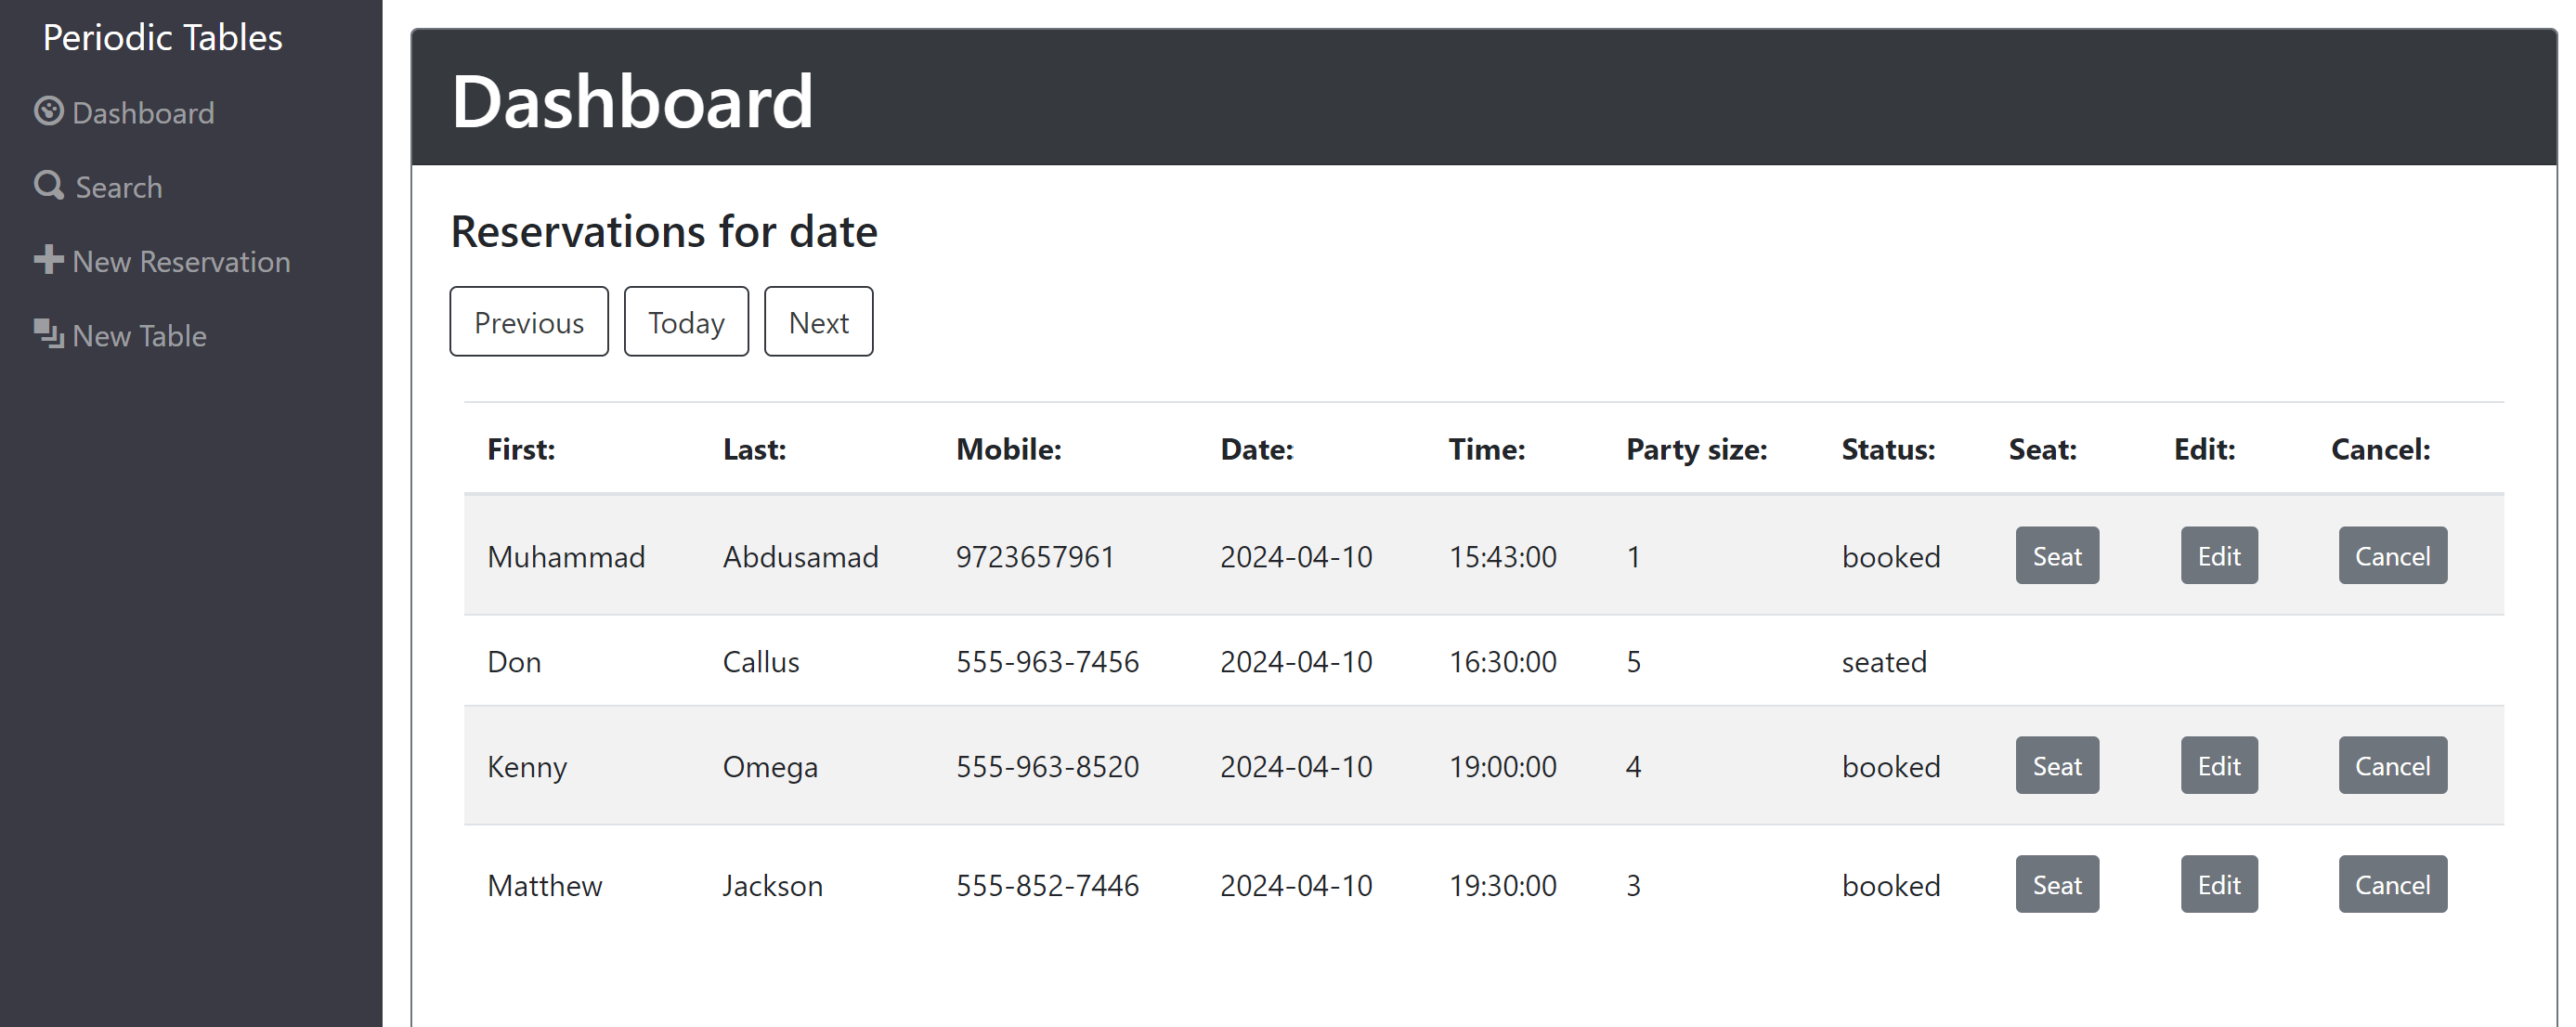 Periodic Tables
Dashboard
Search
New Reservation
New Table
Dashboard
Reservations for date
Previous Today Next
First: Last: Mobile: Date: Time: Party size: Status: Seat: Edit: Cancel:
Muhammad Abdusamad 9723657961 2024-04-10 15:43:00 1 booked Seat Edit Cancel
Don Callus 555-963-7456 2024-04-10 16:30:00 5 seated
Kenny Omega 555-963-8520 2024-04-10 19:00:00 4 booked Seat Edit Cancel
Matthew Jackson 555-852-7446 2024-04-10 19:30:00 3 booked Seat Edit Cancel